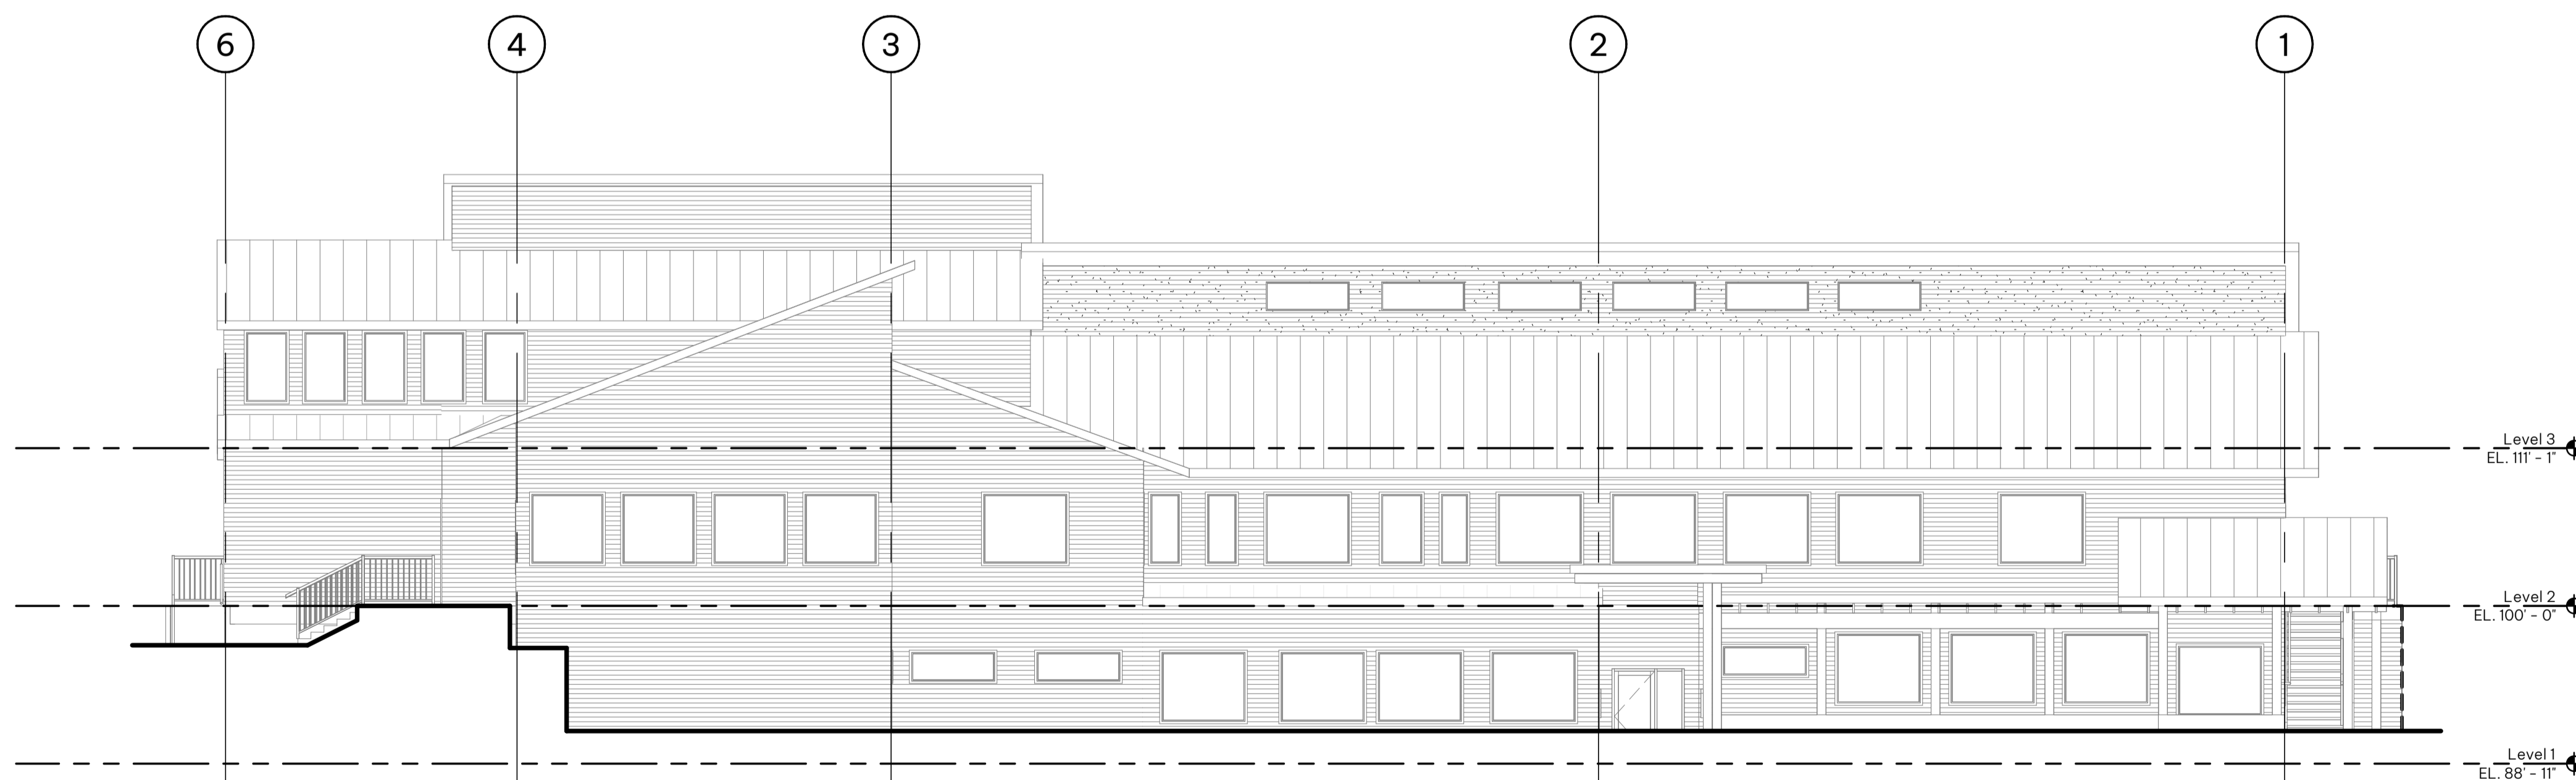 6 4 3 2 1
Level 3
EL. 111' - 1"
Level 2
EL. 100' - 0"
Level 1
EL. 88' - 11"